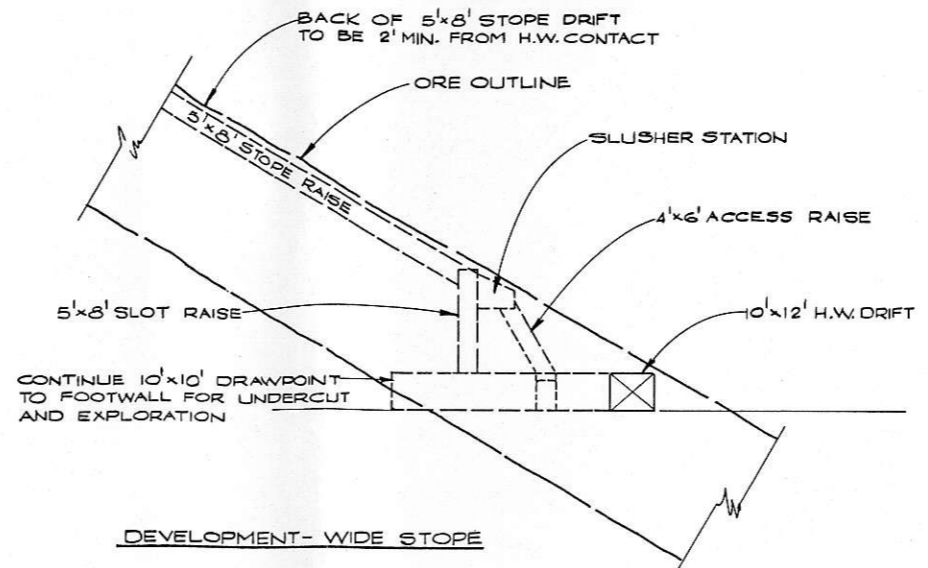 BACK OF 5'x8' STOPE DRIFT
TO BE 2' MIN. FROM H.W. CONTACT
ORE OUTLINE
5'x8' STOPE RAISE
SLUSHER STATION
4'x6' ACCESS RAISE
5'x8' SLOT RAISE
10'x12' H.W. DRIFT
CONTINUE 10'x10' DRAWPOINT
TO FOOTWALL FOR UNDERCUT
AND EXPLORATION
DEVELOPMENT- WIDE STOPE